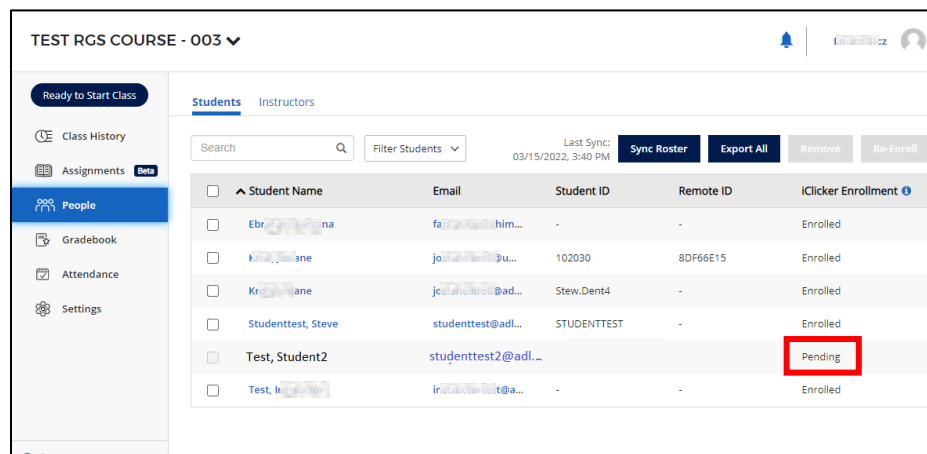 TEST RGS COURSE - 003
Ready to Start Class
Class History
Assignments Beta
People
Gradebook
Attendance
Settings
Students Instructors
Search
Filter Students
Last Sync:
03/15/2022, 3:40 PM
Sync Roster
Export All
Remove
Re-Enroll
Student Name Email Student ID Remote ID iClicker Enrollment
- - Enrolled
102030 8DF66E15 Enrolled
Stew.Dent4 - Enrolled
Studenttest, Steve studenttest@adl... STUDENTTEST - Enrolled
Test, Student2 studenttest2@adl... Pending
Test, - - Enrolled